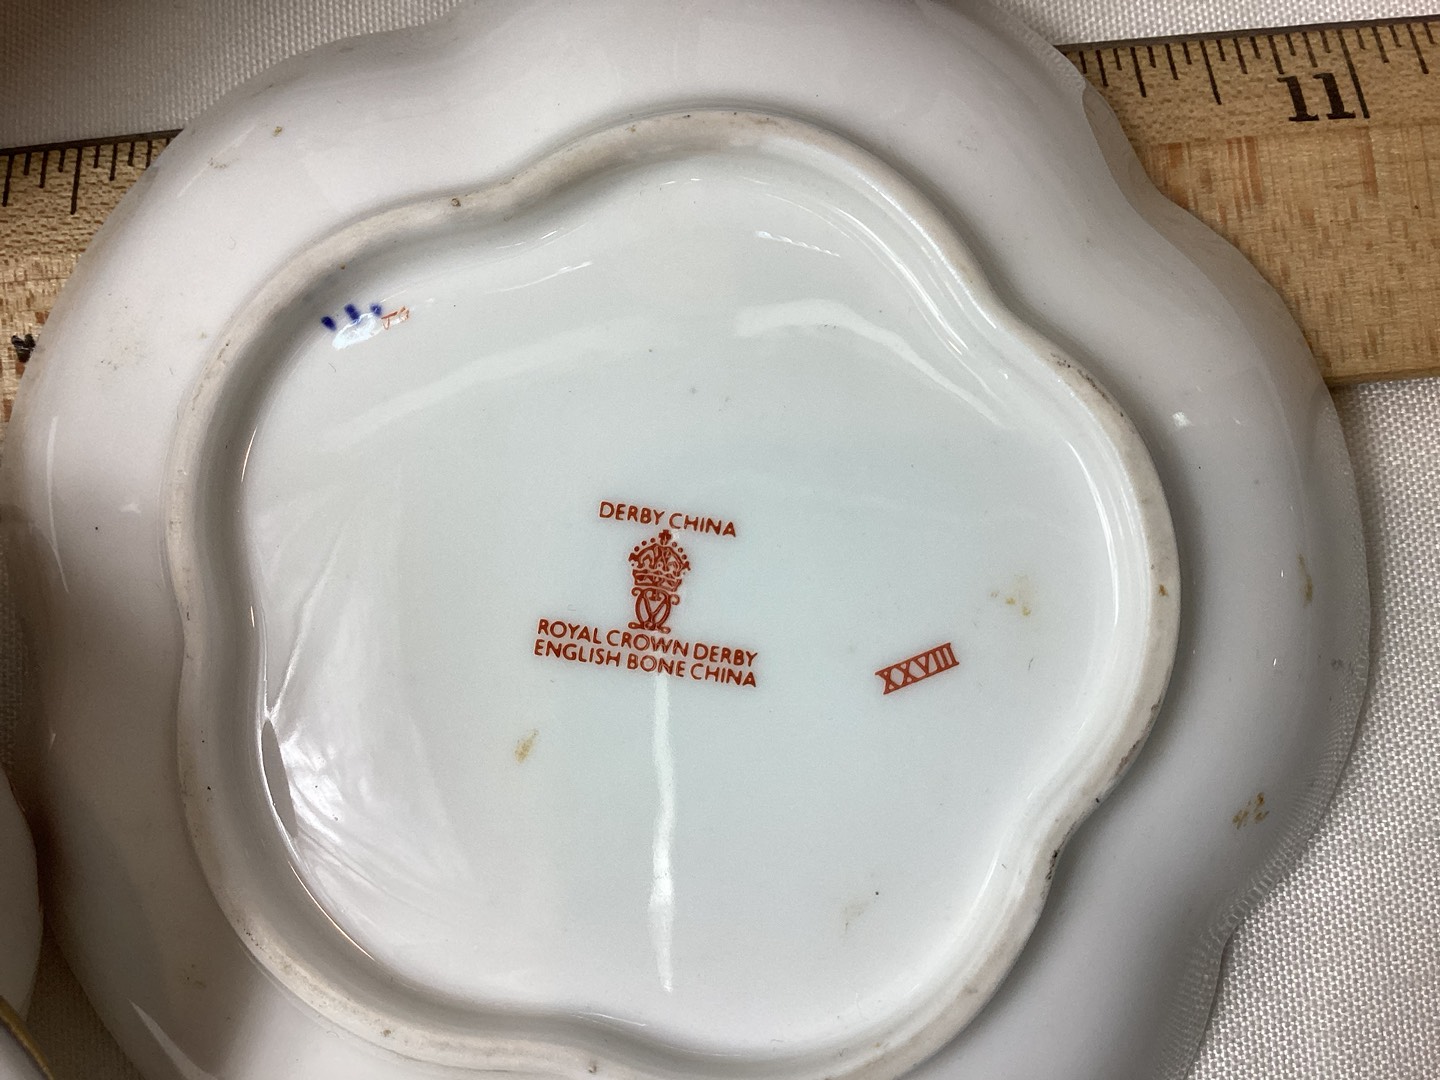 11
DERBY CHINA
ROYAL CROWN DERBY
ENGLISH BONE CHINA
XXVIII